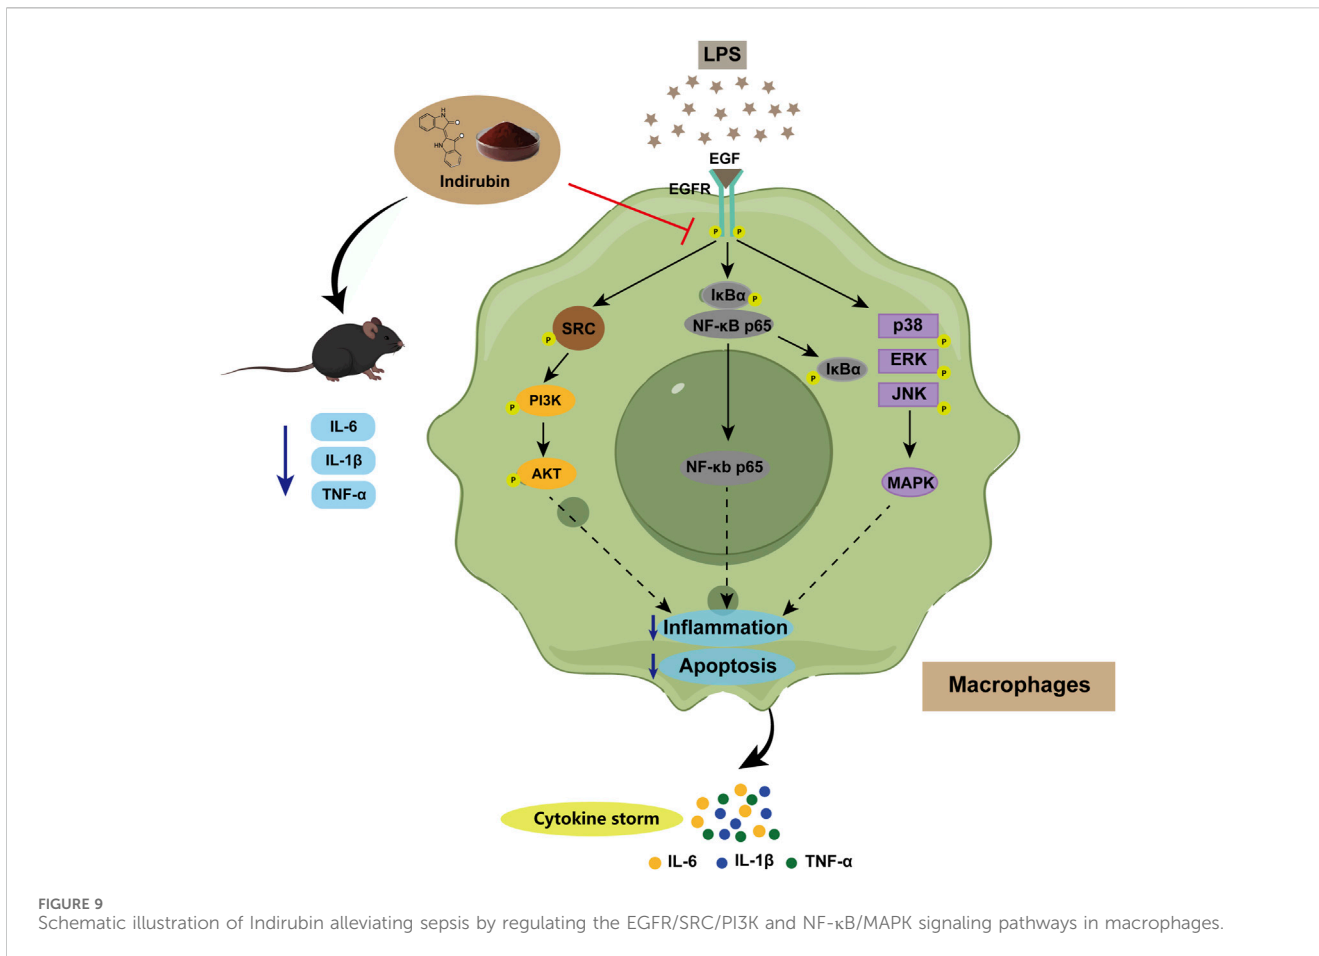 LPS
EGF
EGFR
P P
NH
O
O
HN
Indirubin
IκBα P
NF-κB p65
SRC
P
p38
P
IκBα
P
ERK
P
JNK
P
PI3K
P
AKT
P
NF-κb p65
MAPK
IL-6
IL-1β
TNF-α
Inflammation
Apoptosis
Macrophages
Cytokine storm
IL-6 IL-1β TNF-α
FIGURE 9
Schematic illustration of Indirubin alleviating sepsis by regulating the EGFR/SRC/PI3K and NF-κB/MAPK signaling pathways in macrophages.